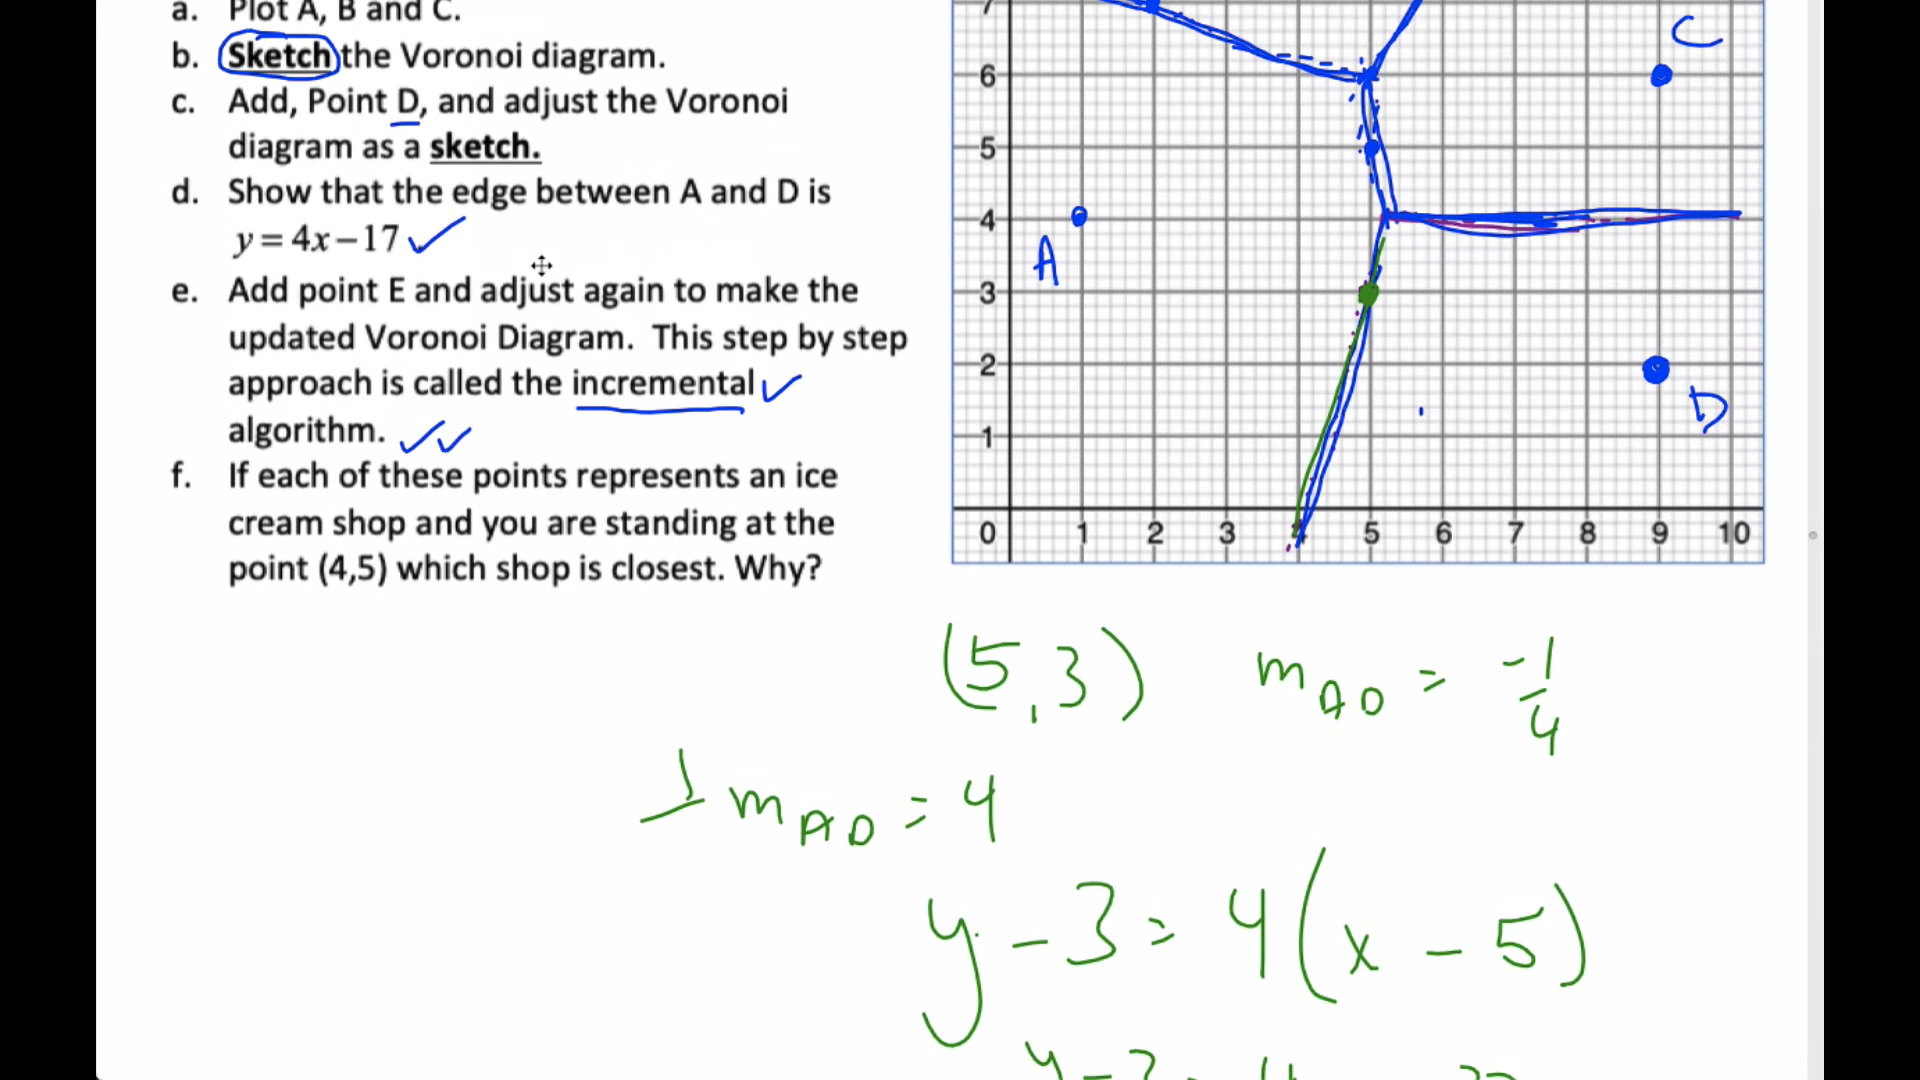 a. Plot A, B and C.
b. Sketch the Voronoi diagram.
c. Add, Point D, and adjust the Voronoi
diagram as a sketch.
d. Show that the edge between A and D is
y = 4x – 17
e. Add point E and adjust again to make the
updated Voronoi Diagram. This step by step
approach is called the incremental
algorithm.
f. If each of these points represents an ice
cream shop and you are standing at the
point (4,5) which shop is closest. Why?
7
C
6
5
4
A
3
2
D
1
0 1 2 3 4 5 6 7 8 9 10
(5,3) m AD = -1/4
⊥ m AD = 4
y - 3 = 4(x - 5)